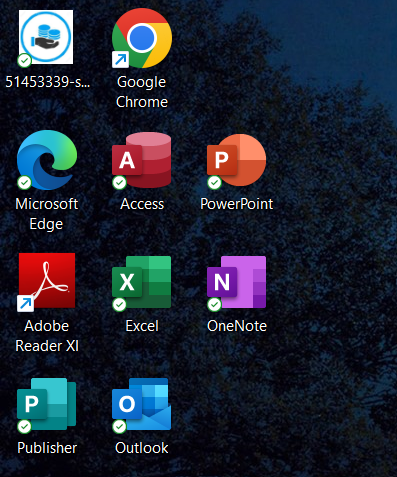 51453339-s...
Google
Chrome
Microsoft
Edge
A
Access
P
PowerPoint
Adobe
Reader XI
X
Excel
N
OneNote
P
Publisher
O
Outlook